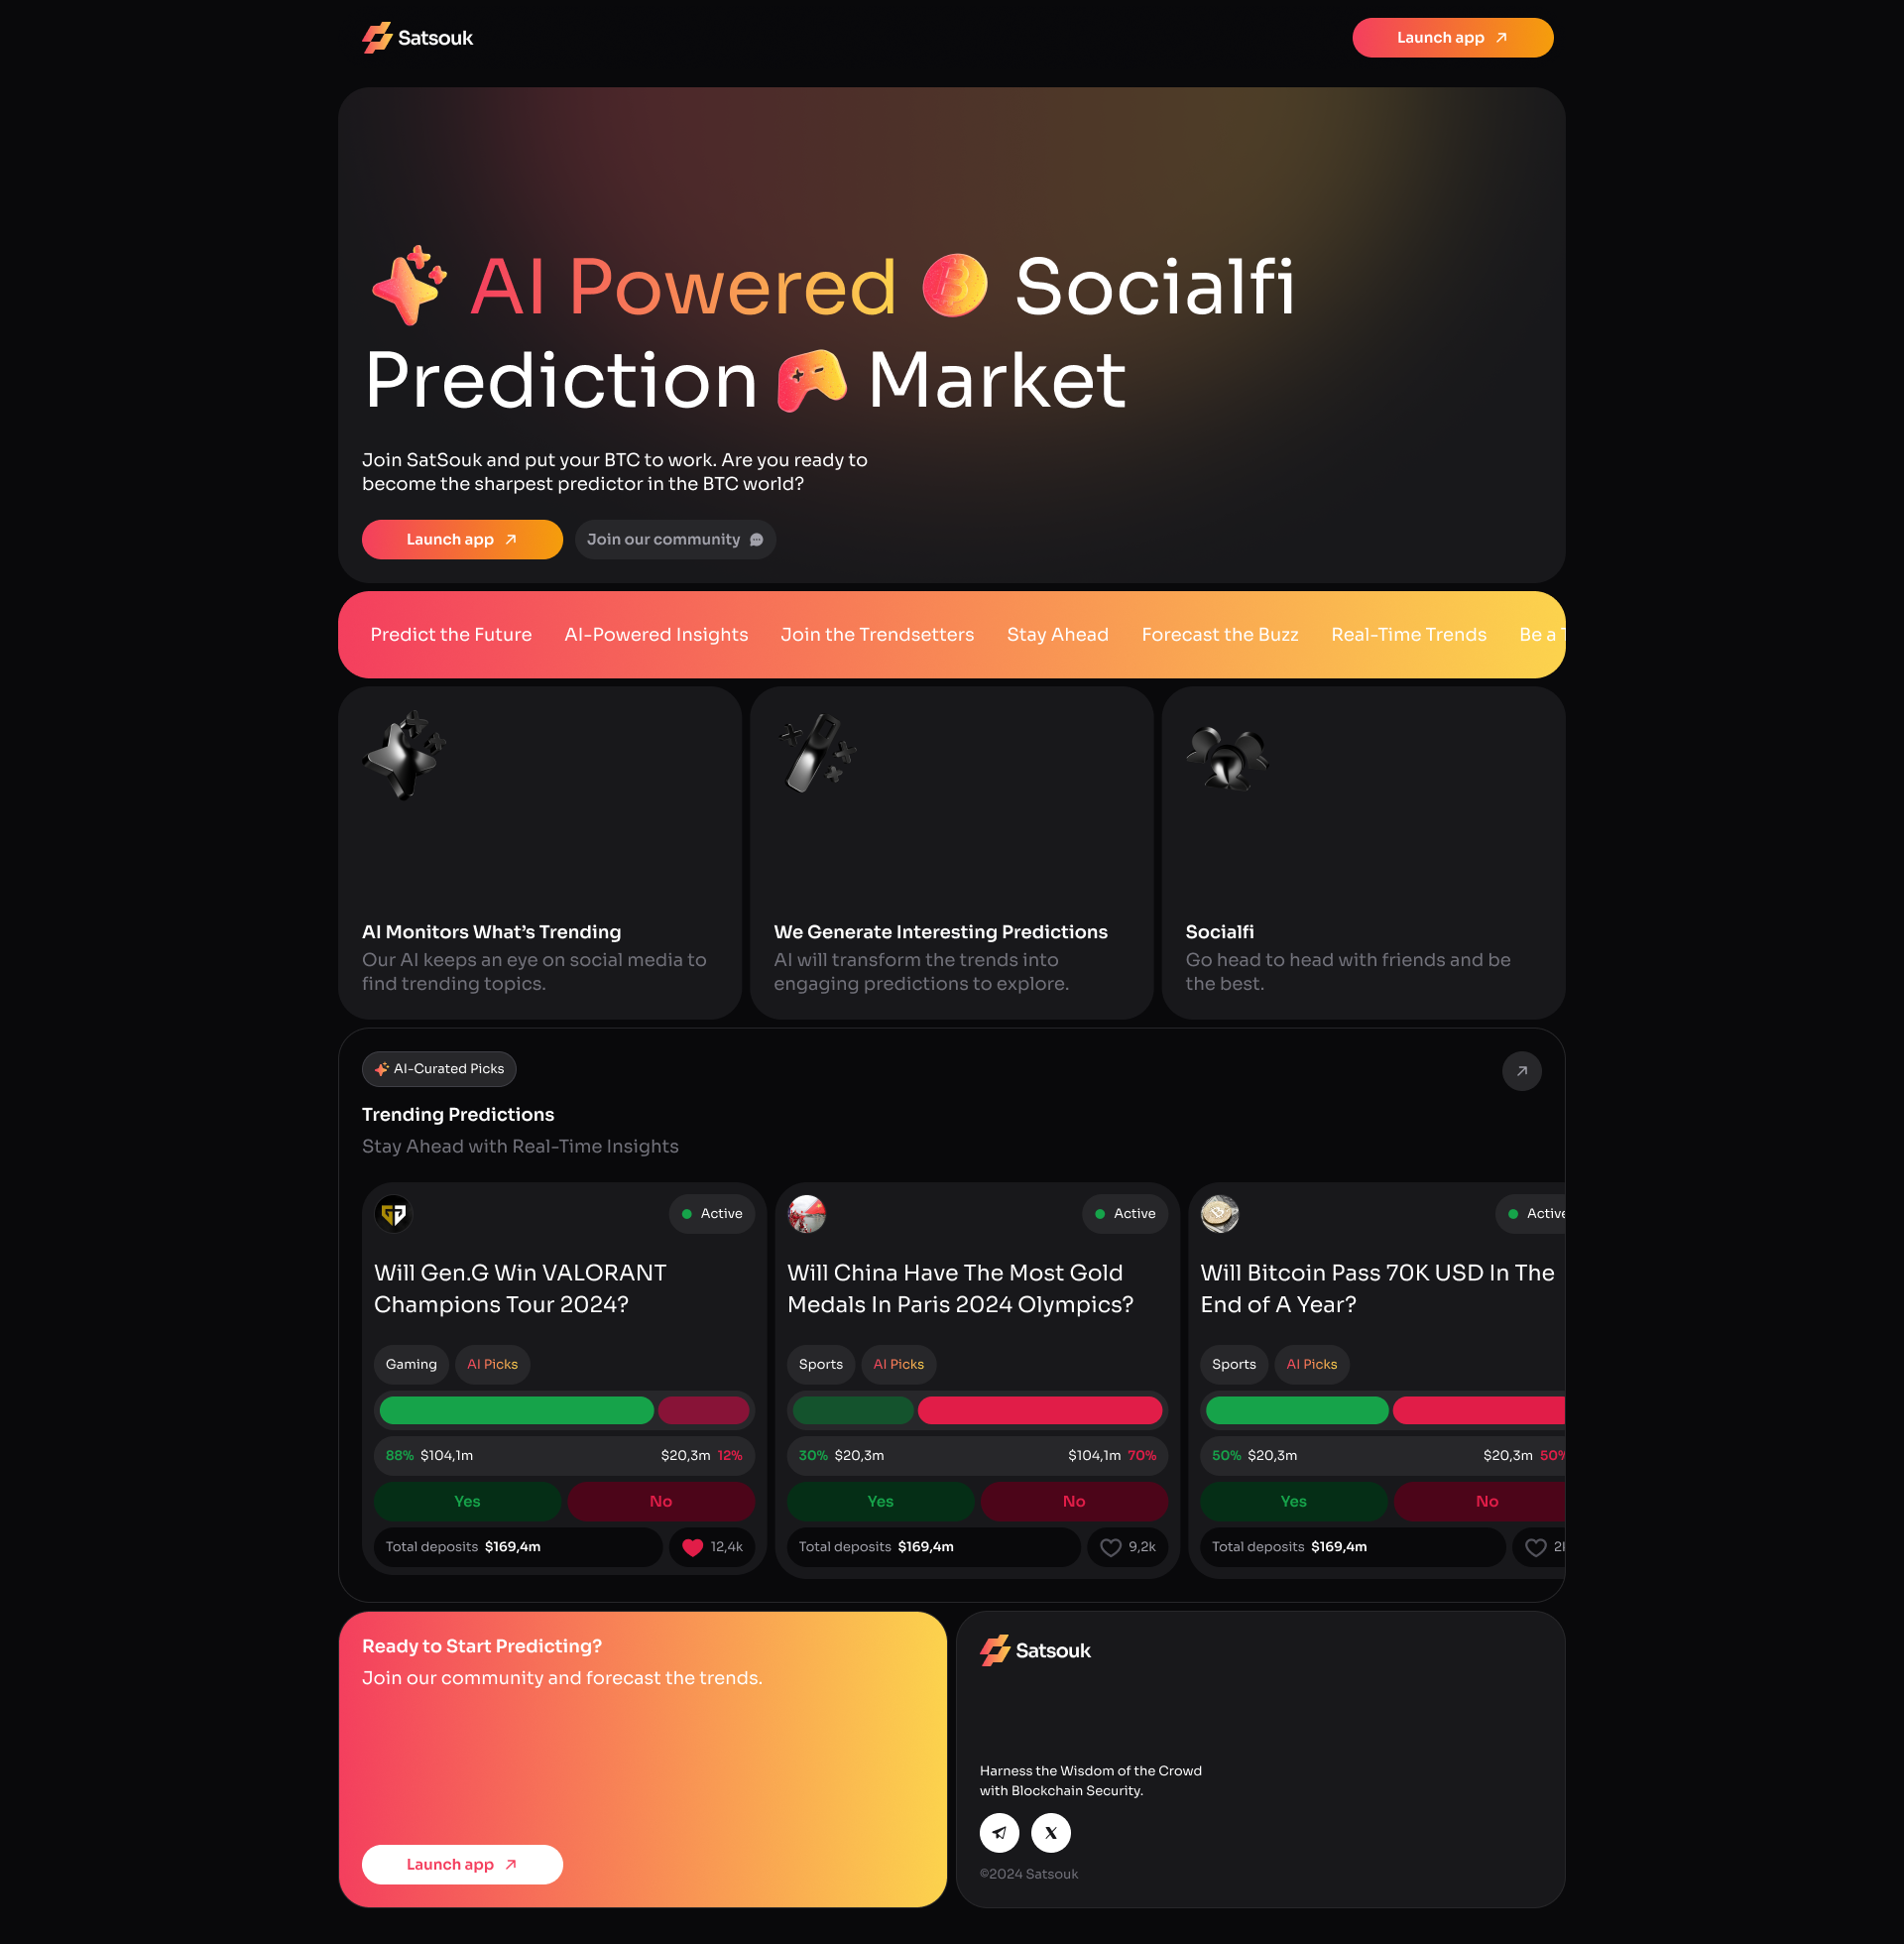 Satsouk
Launch app
AI Powered Socialfi
Prediction Market
Join SatSouk and put your BTC to work. Are you ready to
become the sharpest predictor in the BTC world?
Launch app
Join our community
Predict the Future
AI-Powered Insights
Join the Trendsetters
Stay Ahead
Forecast the Buzz
Real-Time Trends
Be a
AI Monitors What’s Trending
Our AI keeps an eye on social media to
find trending topics.
We Generate Interesting Predictions
AI will transform the trends into
engaging predictions to explore.
Socialfi
Go head to head with friends and be
the best.
AI-Curated Picks
Trending Predictions
Stay Ahead with Real-Time Insights
Active
Will Gen.G Win VALORANT
Champions Tour 2024?
Gaming
AI Picks
88% $104,1m
$20,3m 12%
Yes
No
Total deposits $169,4m
12,4k
Active
Will China Have The Most Gold
Medals In Paris 2024 Olympics?
Sports
AI Picks
30% $20,3m
$104,1m 70%
Yes
No
Total deposits $169,4m
9,2k
Active
Will Bitcoin Pass 70K USD In The
End of A Year?
Sports
AI Picks
50% $20,3m
$20,3m 50%
Yes
No
Total deposits $169,4m
Ready to Start Predicting?
Join our community and forecast the trends.
Launch app
Satsouk
Harness the Wisdom of the Crowd
with Blockchain Security.
©2024 Satsouk